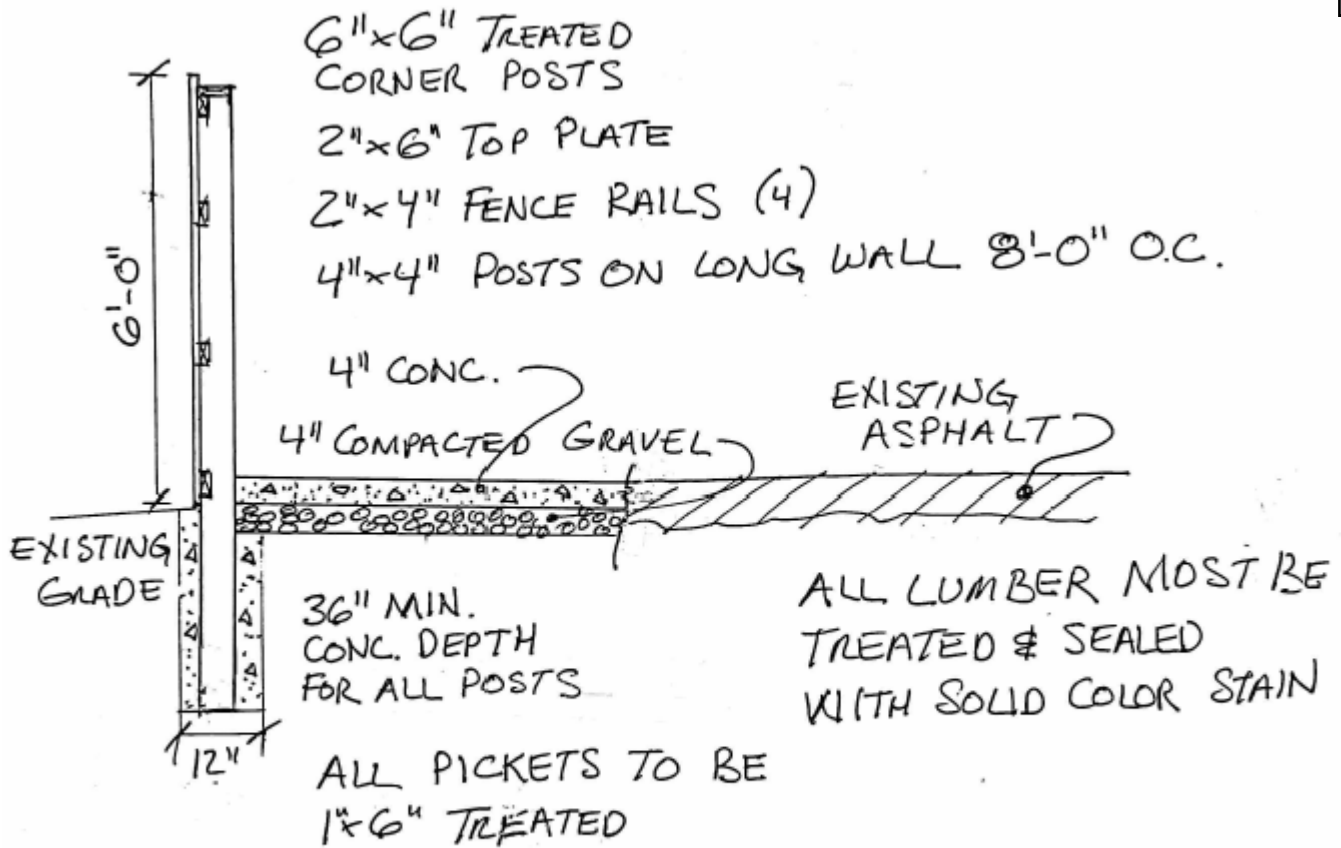 6"x6" TREATED
CORNER POSTS
2"x6" TOP PLATE
2"x4" FENCE RAILS (4)
4"x4" POSTS ON LONG WALL 8'-0" O.C.
6'-0"
4" CONC.
4" COMPACTED GRAVEL
EXISTING
ASPHALT
EXISTING
GRADE
36" MIN.
CONC. DEPTH
FOR ALL POSTS
ALL LUMBER MOST BE
TREATED & SEALED
WITH SOLID COLOR STAIN
12"
ALL PICKETS TO BE
1"x6" TREATED